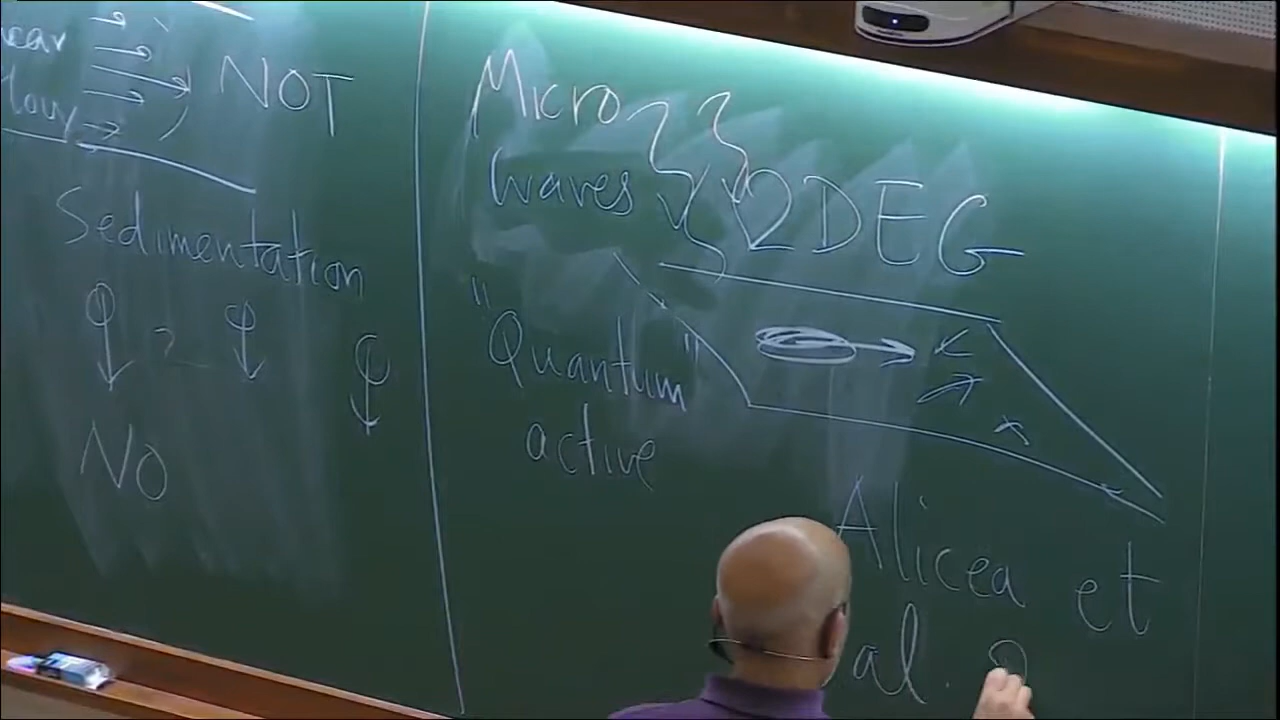 NOT
Sedimentation
?
No
Micro
waves
2DEG
"Quantum"
active
Alicea et
al.